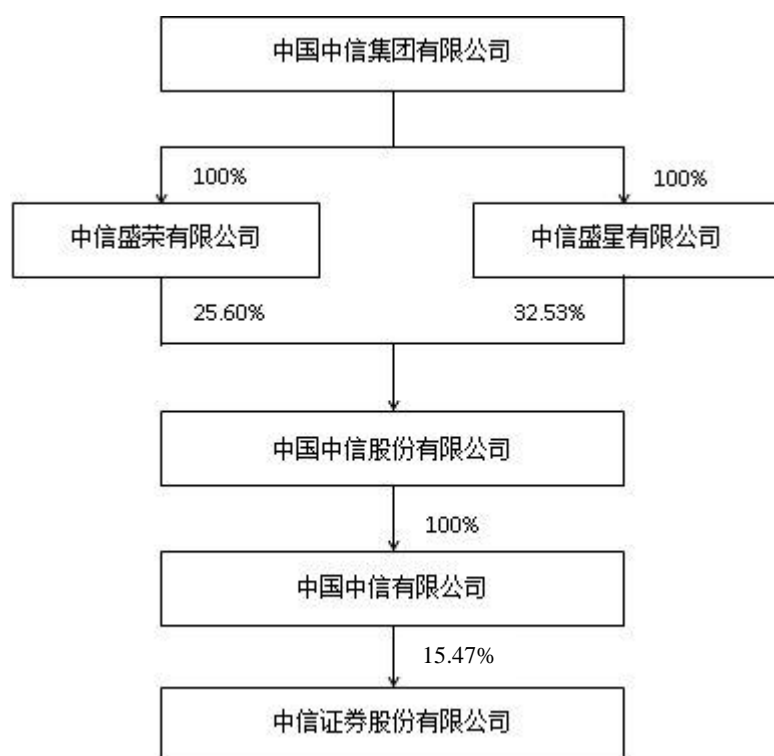 中国中信集团有限公司
100%
100%
中信盛荣有限公司
中信盛星有限公司
25.60%
32.53%
中国中信股份有限公司
100%
中国中信有限公司
15.47%
中信证券股份有限公司